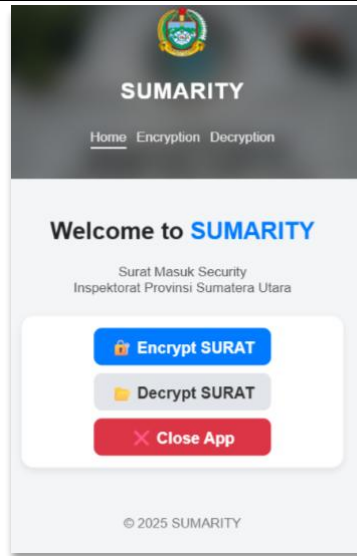 SUMARITY
Home Encryption Decryption
Welcome to SUMARITY
Surat Masuk Security
Inspektorat Provinsi Sumatera Utara
Encrypt SURAT
Decrypt SURAT
Close App
© 2025 SUMARITY